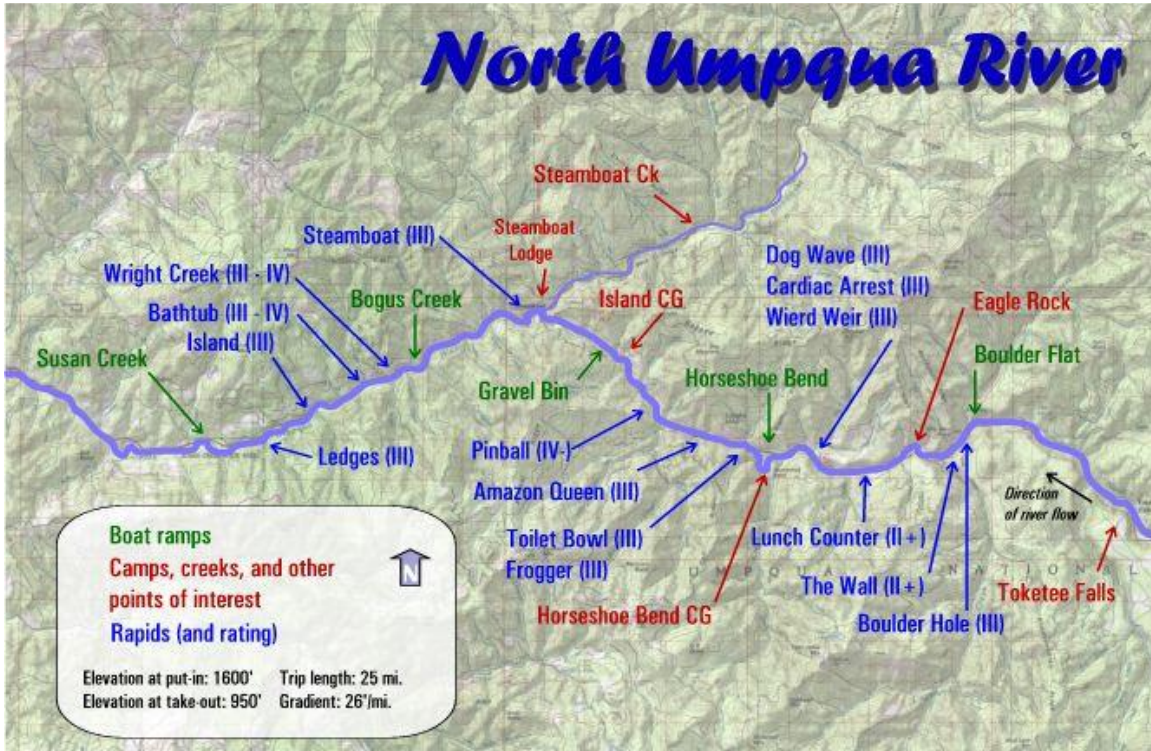 North Umpqua River
Steamboat Ck
Steamboat (III)
Steamboat
Lodge
Wright Creek (III - IV)
Bogus Creek
Bathtub (III - IV)
Island (III)
Susan Creek
Island CG
Dog Wave (III)
Cardiac Arrest (III)
Wierd Weir (III)
Eagle Rock
Boulder Flat
Gravel Bin
Horseshoe Bend
Ledges (III)
Pinball (IV-)
Amazon Queen (III)
Toilet Bowl (III)
Frogger (III)
Horseshoe Bend CG
Lunch Counter (II+)
The Wall (II+)
Boulder Hole (III)
Direction
of river flow
Toketee Falls
UMPQUA NATIONAL
Boat ramps
Camps, creeks, and other
points of interest
Rapids (and rating)
N
Elevation at put-in: 1600' Trip length: 25 mi.
Elevation at take-out: 950' Gradient: 26'/mi.